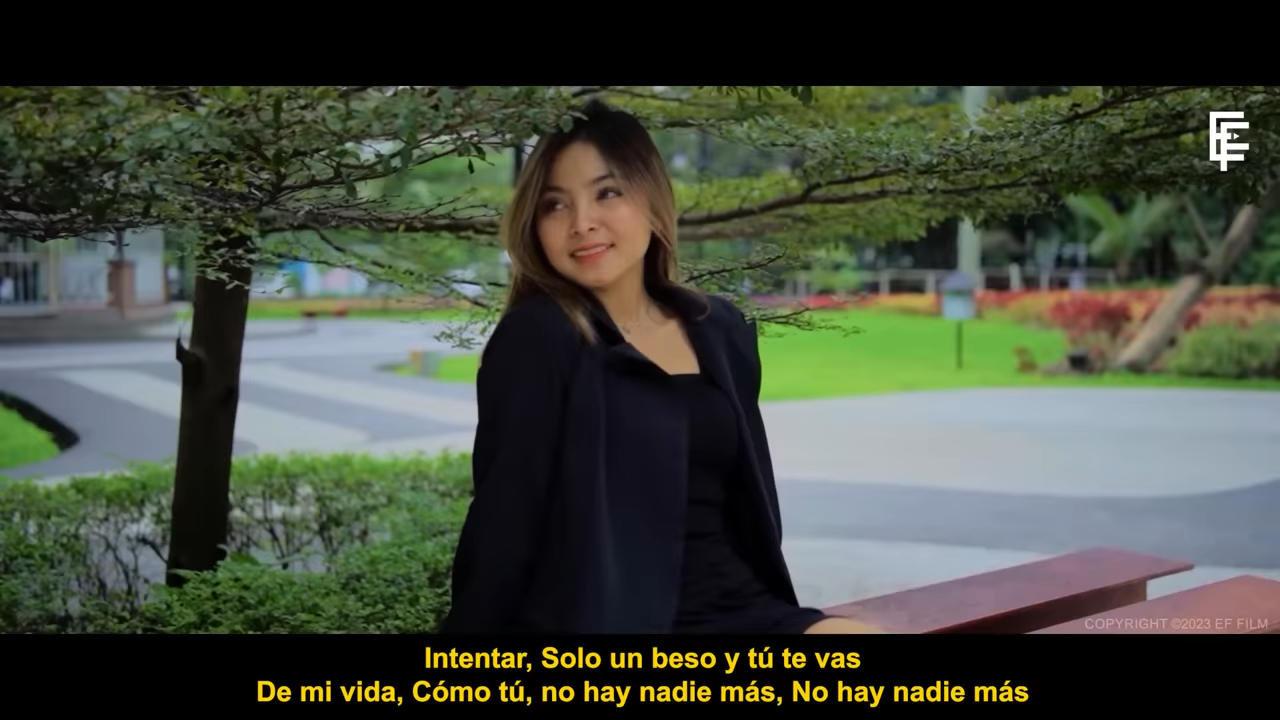 EF
COPYRIGHT ©2023 EF FILM
Intentar, Solo un beso y tú te vas
De mi vida, Cómo tú, no hay nadie más, No hay nadie más